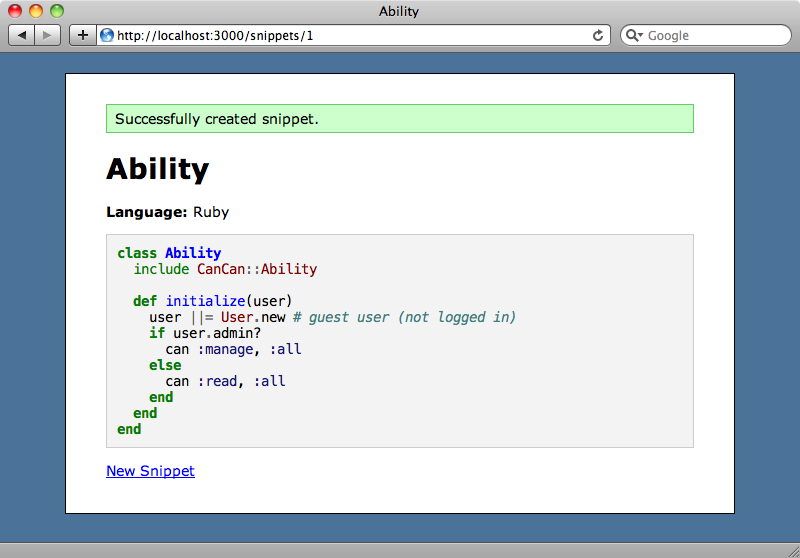 Ability
http://localhost:3000/snippets/1
Google
Successfully created snippet.
Ability
Language: Ruby
class Ability
  include CanCan::Ability

  def initialize(user)
    user ||= User.new # guest user (not logged in)
    if user.admin?
      can :manage, :all
    else
      can :read, :all
    end
  end
end
New Snippet